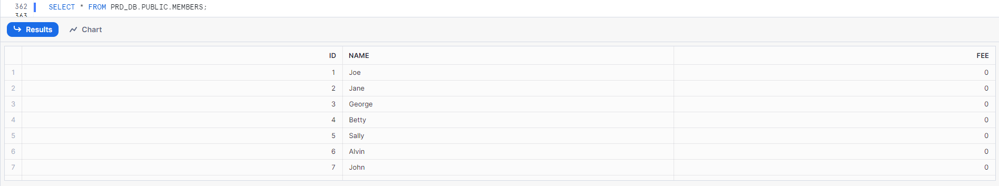 362 SELECT * FROM PRD_DB.PUBLIC.MEMBERS;
363
Results Chart
ID NAME FEE
1 1 Joe 0
2 2 Jane 0
3 3 George 0
4 4 Betty 0
5 5 Sally 0
6 6 Alvin 0
7 7 John 0